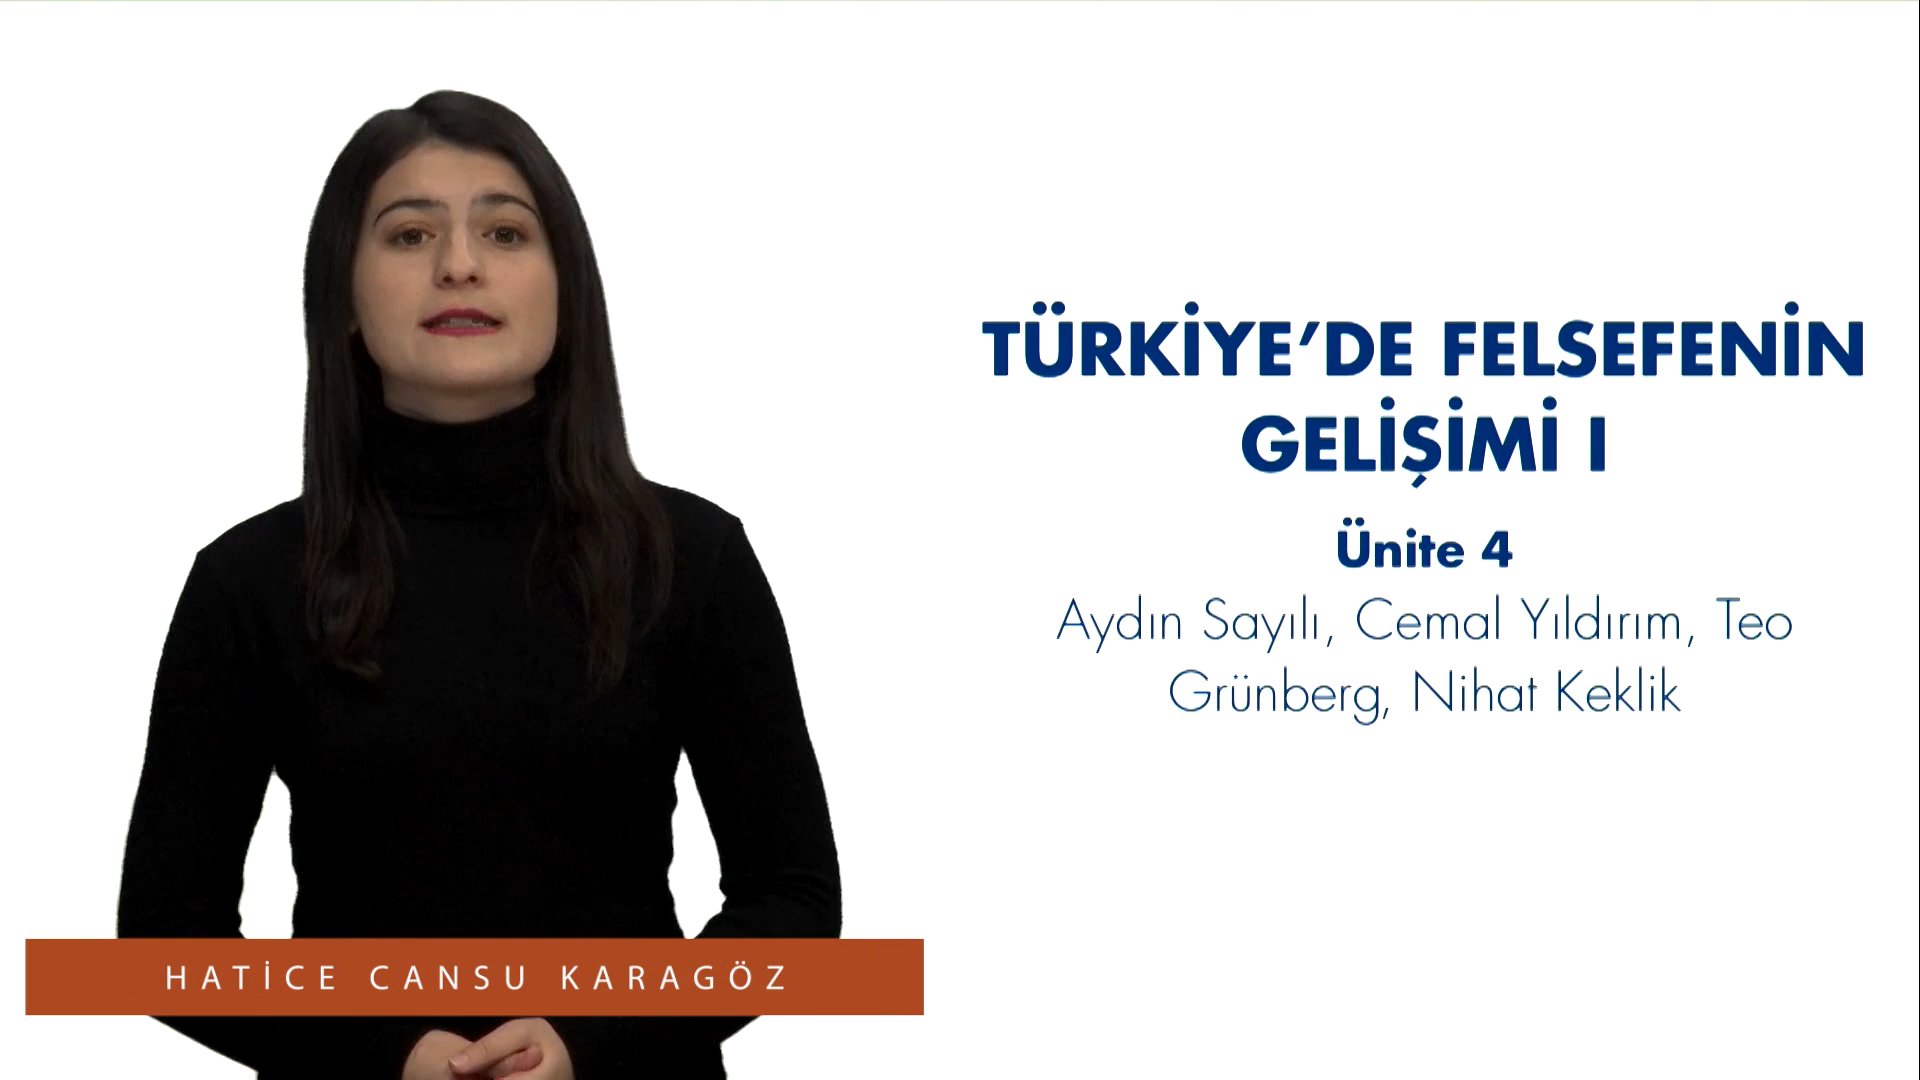 TÜRKİYE’DE FELSEFENİN
GELİŞİMİ I
Ünite 4
Aydın Sayılı, Cemal Yıldırım, Teo
Grünberg, Nihat Keklik
HATİCE CANSU KARAGÖZ